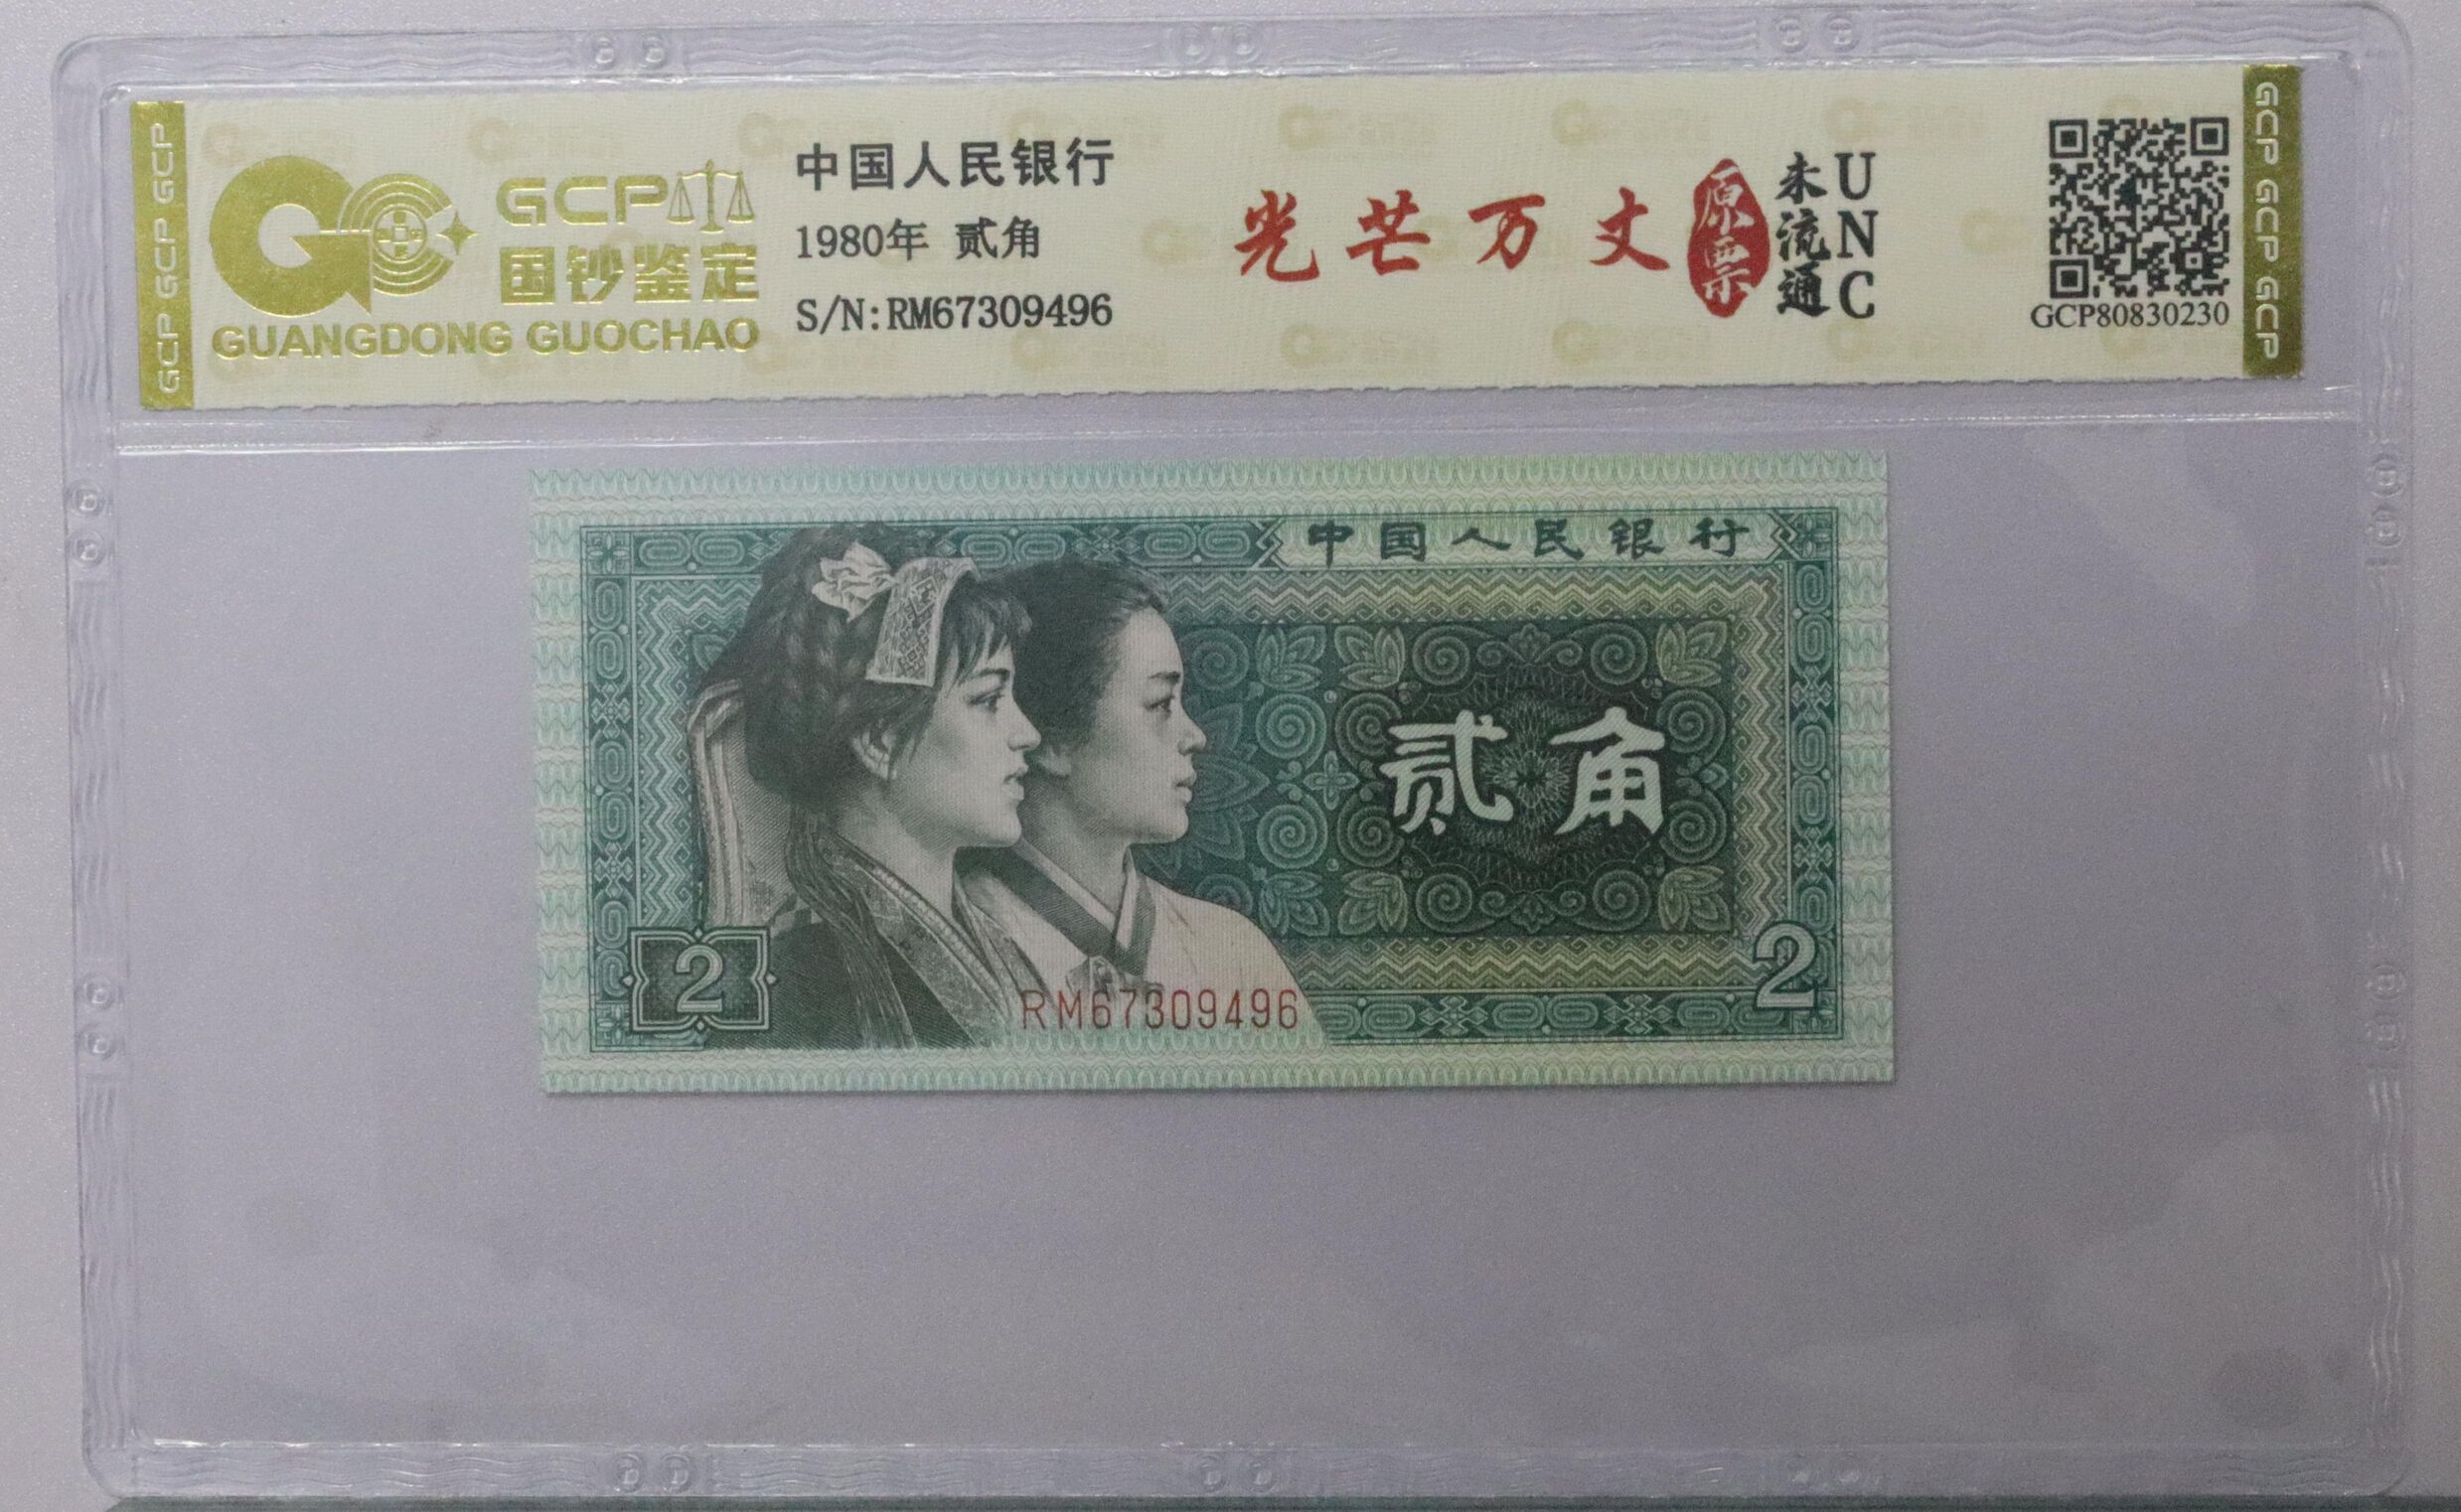 GCP GCP GCP
GCP
国钞鉴定
GUANGDONG GUOCHAO
中国人民银行
1980年 贰角
S/N:RM67309496
光芒万丈
原票
未流通
UNC
GCP80830230
GCP GCP GCP
中国人民银行
贰角
2
2
RM67309496